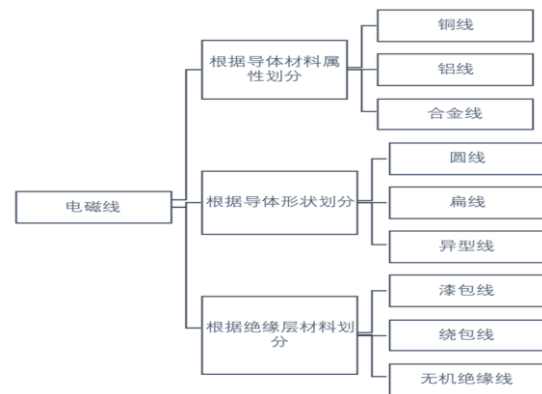 电磁线
根据导体材料属
性划分
铜线
铝线
合金线
根据导体形状划分
圆线
扁线
异型线
根据绝缘层材料划
分
漆包线
绕包线
无机绝缘线